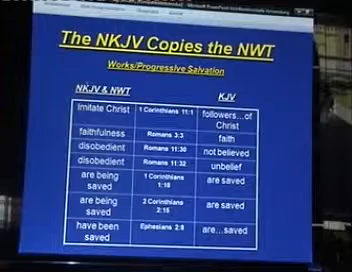 The NKJV Copies the NWT
Works/Progressive Salvation
NKJV & NWT
KJV
Imitate Christ 1 Corinthians 11:1 followers...of Christ
faithfulness Romans 3:3 faith
disobedient Romans 11:30 not believed
disobedient Romans 11:32 unbelief
are being saved 1 Corinthians 1:18 are saved
are being saved 2 Corinthians 2:15 are saved
have been saved Ephesians 2:8 are...saved